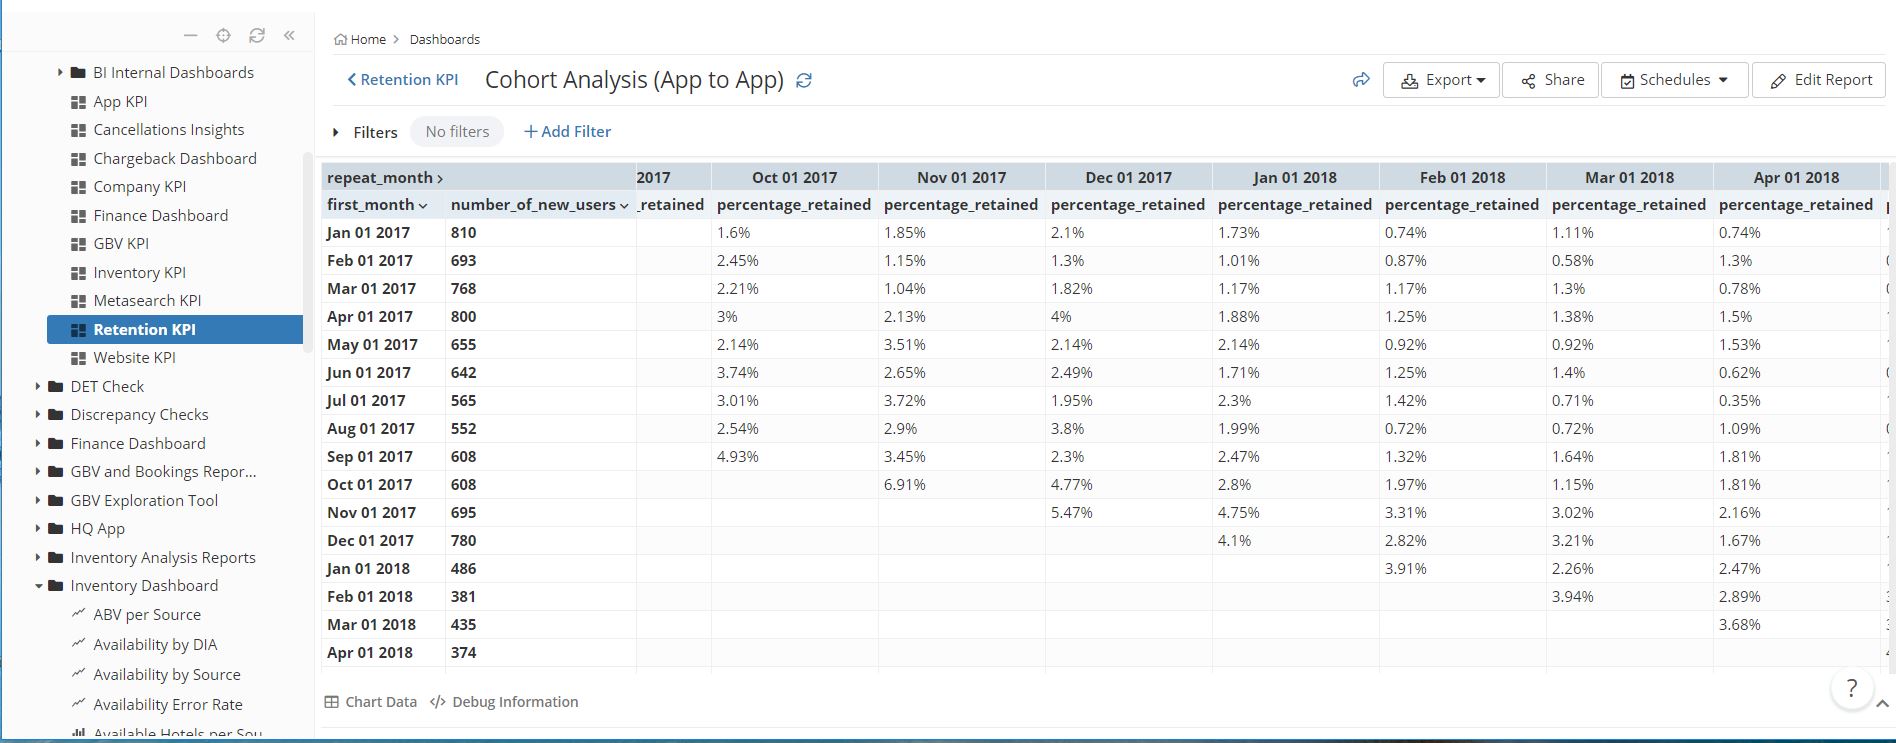 BI Internal Dashboards
App KPI
Cancellations Insights
Chargeback Dashboard
Company KPI
Finance Dashboard
GBV KPI
Inventory KPI
Metasearch KPI
Retention KPI
Website KPI
DET Check
Discrepancy Checks
Finance Dashboard
GBV and Bookings Repor...
GBV Exploration Tool
HQ App
Inventory Analysis Reports
Inventory Dashboard
ABV per Source
Availability by DIA
Availability by Source
Availability Error Rate
Available Hotels per Sou
Home > Dashboards
Retention KPI Cohort Analysis (App to App) Export Share Schedules Edit Report
Filters No filters + Add Filter
repeat_month > 2017 Oct 01 2017 Nov 01 2017 Dec 01 2017 Jan 01 2018 Feb 01 2018 Mar 01 2018 Apr 01 2018
first_month number_of_new_users _retained percentage_retained percentage_retained percentage_retained percentage_retained percentage_retained percentage_retained percentage_retained
Jan 01 2017 810 1.6% 1.85% 2.1% 1.73% 0.74% 1.11% 0.74%
Feb 01 2017 693 2.45% 1.15% 1.3% 1.01% 0.87% 0.58% 1.3%
Mar 01 2017 768 2.21% 1.04% 1.82% 1.17% 1.17% 1.3% 0.78%
Apr 01 2017 800 3% 2.13% 4% 1.88% 1.25% 1.38% 1.5%
May 01 2017 655 2.14% 3.51% 2.14% 2.14% 0.92% 0.92% 1.53%
Jun 01 2017 642 3.74% 2.65% 2.49% 1.71% 1.25% 1.4% 0.62%
Jul 01 2017 565 3.01% 3.72% 1.95% 2.3% 1.42% 0.71% 0.35%
Aug 01 2017 552 2.54% 2.9% 3.8% 1.99% 0.72% 0.72% 1.09%
Sep 01 2017 608 4.93% 3.45% 2.3% 2.47% 1.32% 1.64% 1.81%
Oct 01 2017 608 6.91% 4.77% 2.8% 1.97% 1.15% 1.81%
Nov 01 2017 695 5.47% 4.75% 3.31% 3.02% 2.16%
Dec 01 2017 780 4.1% 2.82% 3.21% 1.67%
Jan 01 2018 486 3.91% 2.26% 2.47%
Feb 01 2018 381 3.94% 2.89%
Mar 01 2018 435 3.68%
Apr 01 2018 374
Chart Data </> Debug Information
?